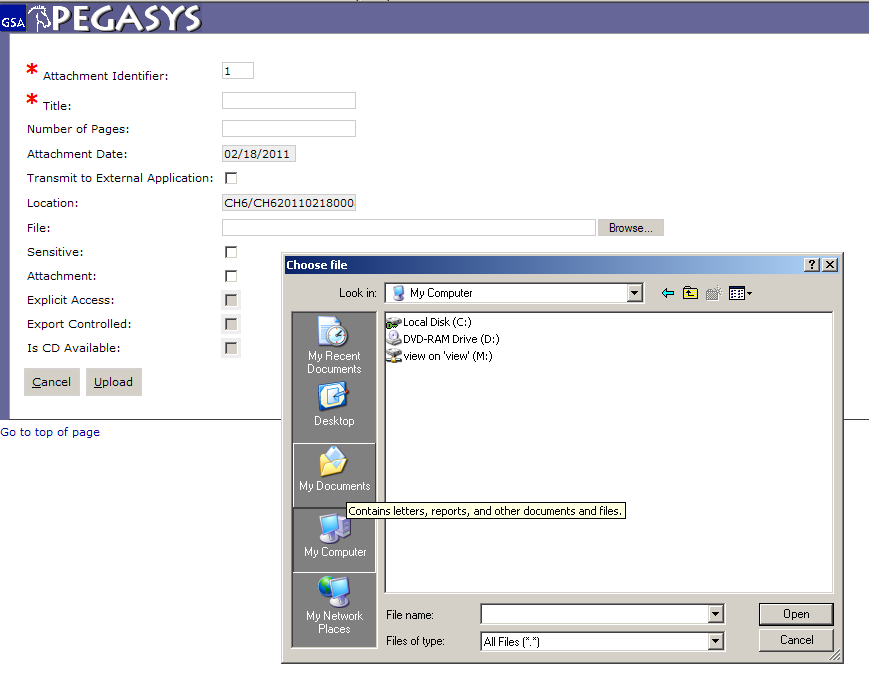 GSA PEGASYS
* Attachment Identifier: 1
* Title:
Number of Pages:
Attachment Date: 02/18/2011
Transmit to External Application:
Location: CH6/CH620110218000
File: Browse...
Sensitive:
Attachment:
Explicit Access:
Export Controlled:
Is CD Available:
Cancel Upload
Go to top of page
Choose file
Look in: My Computer
My Recent
Documents
Desktop
My Documents
My Computer
My Network
Places
Local Disk (C:)
DVD-RAM Drive (D:)
view on 'view' (M:)
Contains letters, reports, and other documents and files.
File name: Open
Files of type: All Files (*.*) Cancel